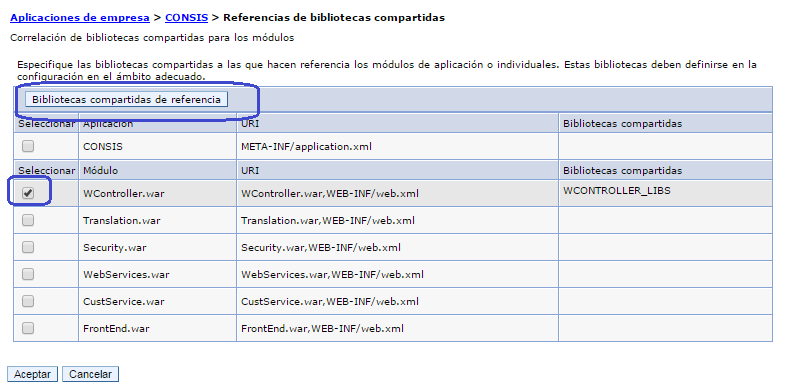 Aplicaciones de empresa > CONSIS > Referencias de bibliotecas compartidas
Correlación de bibliotecas compartidas para los módulos
Especifique las bibliotecas compartidas a las que hacen referencia los módulos de aplicación o individuales. Estas bibliotecas deben definirse en la
configuración en el ámbito adecuado.
Bibliotecas compartidas de referencia
Seleccionar Aplicación URI Bibliotecas compartidas
CONSIS META-INF/application.xml
Seleccionar Módulo URI Bibliotecas compartidas
WController.war WController.war,WEB-INF/web.xml WCONTROLLER_LIBS
Translation.war Translation.war,WEB-INF/web.xml
Security.war Security.war,WEB-INF/web.xml
WebServices.war WebServices.war,WEB-INF/web.xml
CustService.war CustService.war,WEB-INF/web.xml
FrontEnd.war FrontEnd.war,WEB-INF/web.xml
Aceptar Cancelar